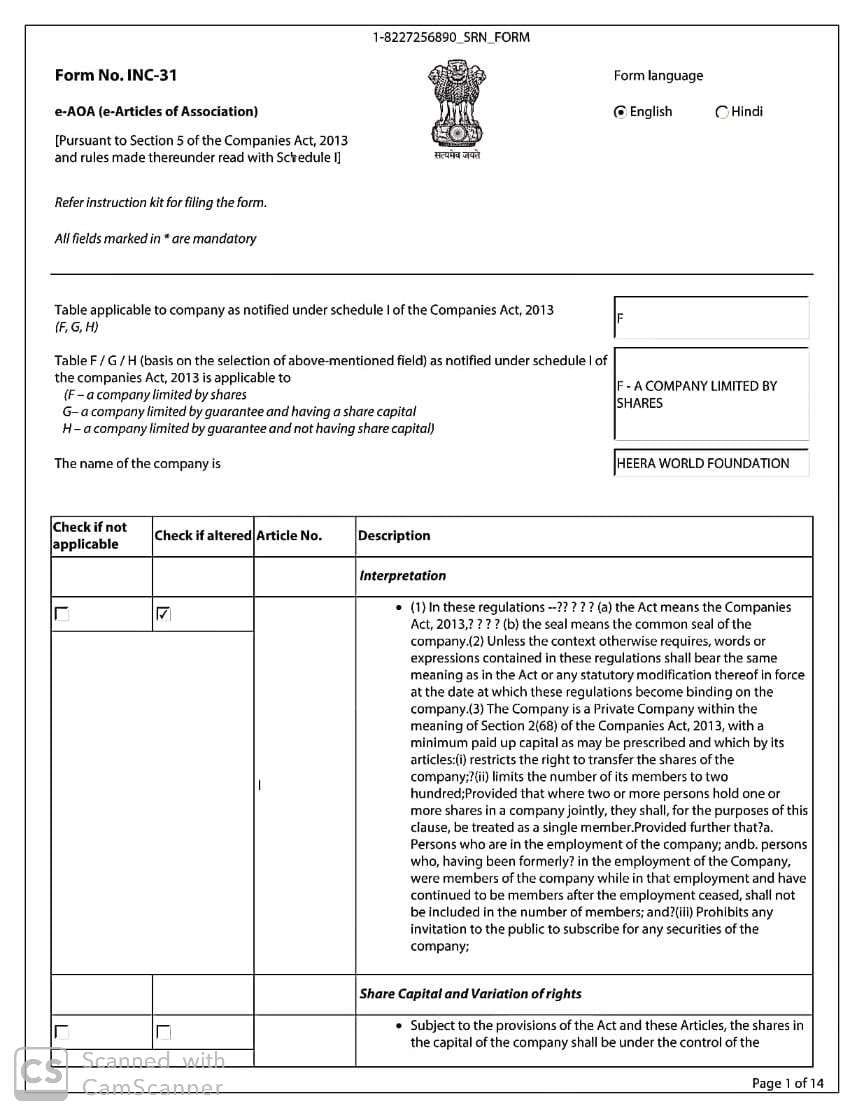 1-8227256890_SRN_FORM
Form No. INC-31
Form language
e-AOA (e-Articles of Association)
English
Hindi
[Pursuant to Section 5 of the Companies Act, 2013
and rules made thereunder read with Schedule I]
सत्यमेव जयते
Refer instruction kit for filing the form.
All fields marked in * are mandatory
Table applicable to company as notified under schedule I of the Companies Act, 2013
(F, G, H)
F
Table F / G / H (basis on the selection of above-mentioned field) as notified under schedule I of
the companies Act, 2013 is applicable to
(F – a company limited by shares
G– a company limited by guarantee and having a share capital
H – a company limited by guarantee and not having share capital)
F - A COMPANY LIMITED BY
SHARES
The name of the company is
HEERA WORLD FOUNDATION
Check if not
applicable
Check if altered
Article No.
Description
Interpretation
I
• (1) In these regulations --?? ? ? ? (a) the Act means the Companies
Act, 2013,? ? ? ? (b) the seal means the common seal of the
company.(2) Unless the context otherwise requires, words or
expressions contained in these regulations shall bear the same
meaning as in the Act or any statutory modification thereof in force
at the date at which these regulations become binding on the
company.(3) The Company is a Private Company within the
meaning of Section 2(68) of the Companies Act, 2013, with a
minimum paid up capital as may be prescribed and which by its
articles:(i) restricts the right to transfer the shares of the
company;?(ii) limits the number of its members to two
hundred;Provided that where two or more persons hold one or
more shares in a company jointly, they shall, for the purposes of this
clause, be treated as a single member.Provided further that?a.
Persons who are in the employment of the company; andb. persons
who, having been formerly? in the employment of the Company,
were members of the company while in that employment and have
continued to be members after the employment ceased, shall not
be included in the number of members; and?(iii) Prohibits any
invitation to the public to subscribe for any securities of the
company;
Share Capital and Variation of rights
• Subject to the provisions of the Act and these Articles, the shares in
the capital of the company shall be under the control of the
CS
Scanned with
CamScanner
Page 1 of 14